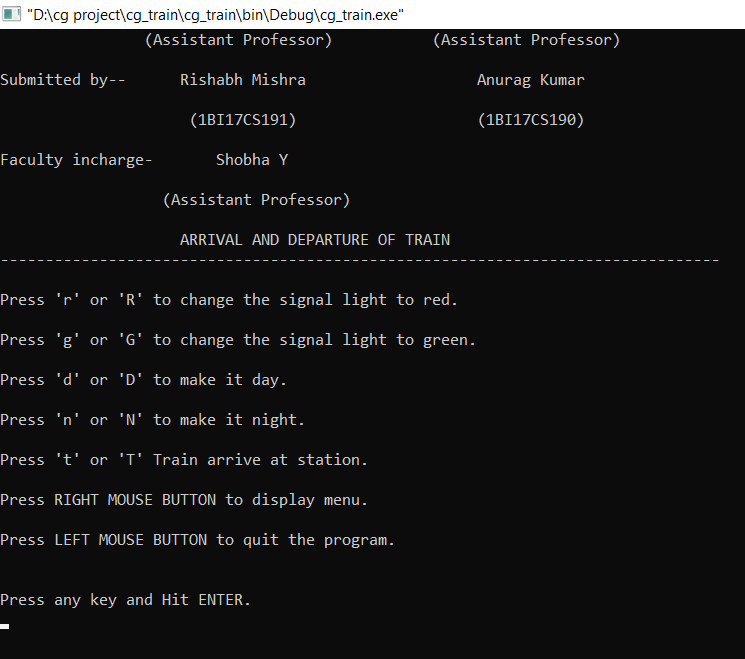 "D:\cg project\cg_train\cg_train\bin\Debug\cg_train.exe"
(Assistant Professor) (Assistant Professor)
Submitted by-- Rishabh Mishra Anurag Kumar
(1BI17CS191) (1BI17CS190)
Faculty incharge- Shobha Y
(Assistant Professor)
ARRIVAL AND DEPARTURE OF TRAIN
--------------------------------------------------------------------------------
Press 'r' or 'R' to change the signal light to red.
Press 'g' or 'G' to change the signal light to green.
Press 'd' or 'D' to make it day.
Press 'n' or 'N' to make it night.
Press 't' or 'T' Train arrive at station.
Press RIGHT MOUSE BUTTON to display menu.
Press LEFT MOUSE BUTTON to quit the program.
Press any key and Hit ENTER.